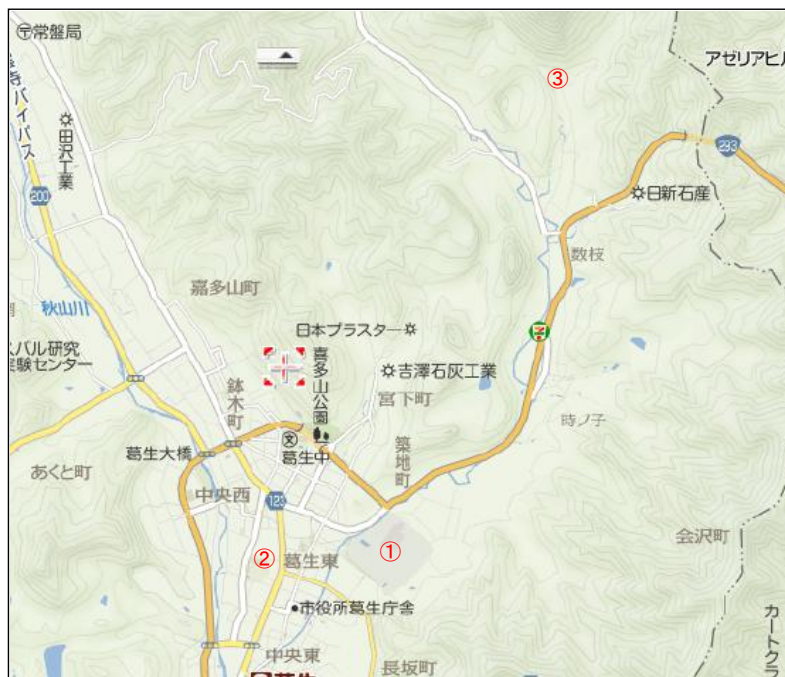 〒常盤局
アゼリアヒル
③
バイパス
田沢工業
293
200
日新石産
数枝
嘉多山町
秋山川
日本プラスター
スバル研究
実験センター
喜多山公園
吉澤石灰工業
鉢木町
宮下町
時ノ子
築地町
葛生大橋
葛生中
あくと町
中央西
123
会沢町
①
②
葛生東
市役所葛生庁舎
カートクラ
中央東
長坂町
葛生